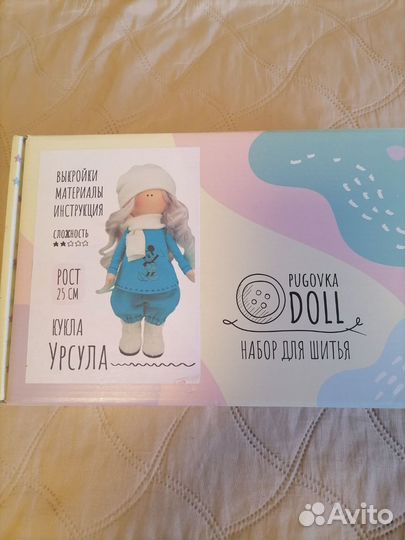 ВЫКРОЙКИ
МАТЕРИАЛЫ
ИНСТРУКЦИЯ
СЛОЖНОСТЬ
РОСТ
25 СМ
КУКЛА
УРСУЛА
PUGOVKA
DOLL
НАБОР ДЛЯ ШИТЬЯ
Avito